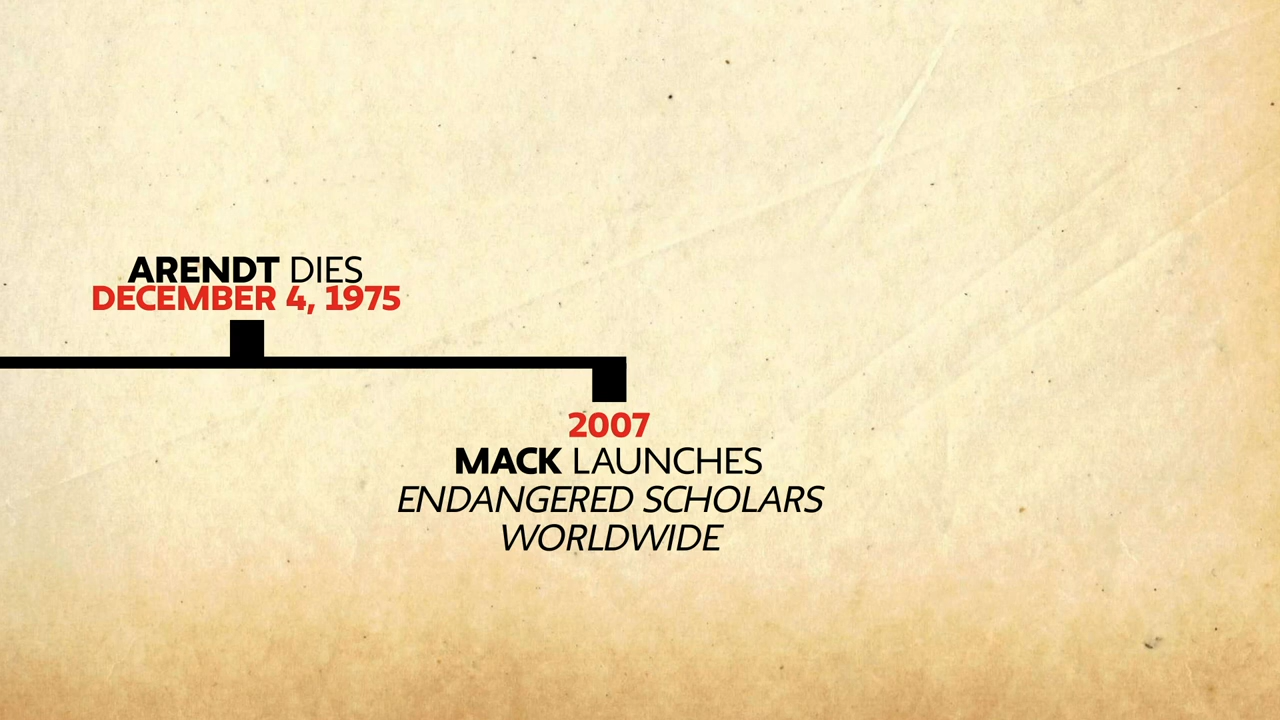 ARENDT DIES
DECEMBER 4, 1975
2007
MACK LAUNCHES
ENDANGERED SCHOLARS
WORLDWIDE